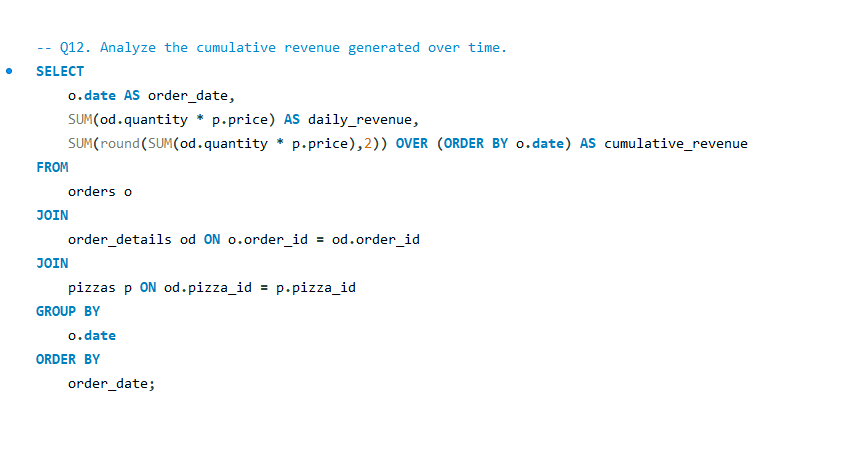 -- Q12. Analyze the cumulative revenue generated over time.
SELECT
o.date AS order_date,
SUM(od.quantity * p.price) AS daily_revenue,
SUM(round(SUM(od.quantity * p.price),2)) OVER (ORDER BY o.date) AS cumulative_revenue
FROM
orders o
JOIN
order_details od ON o.order_id = od.order_id
JOIN
pizzas p ON od.pizza_id = p.pizza_id
GROUP BY
o.date
ORDER BY
order_date;